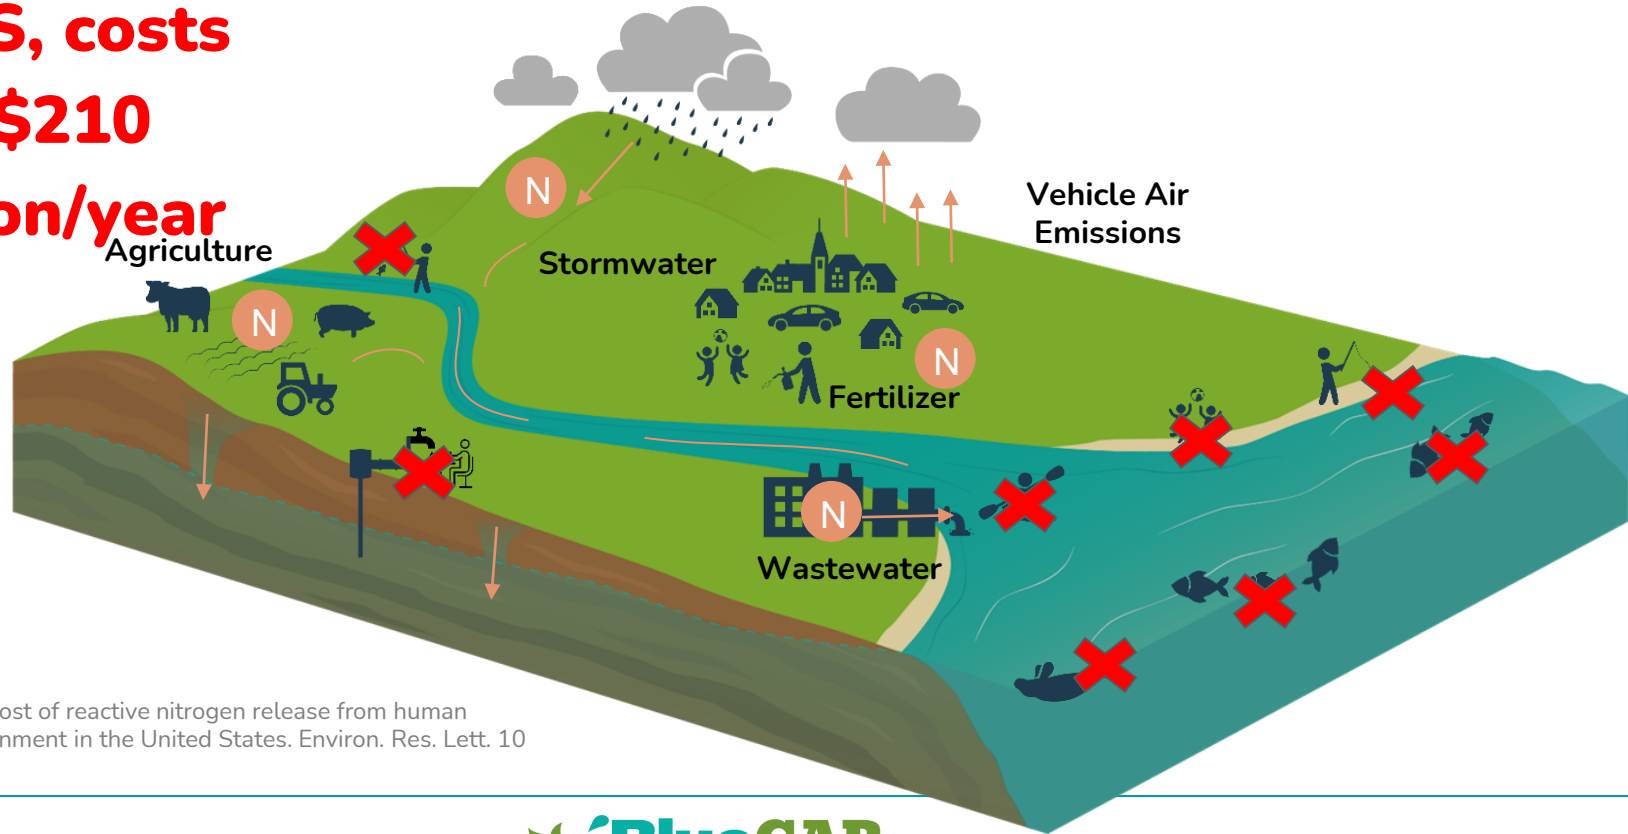 S, costs
$210
on/year
Agriculture
N
N
Stormwater
Vehicle Air
Emissions
N
Fertilizer
N
Wastewater
ost of reactive nitrogen release from human
nment in the United States. Environ. Res. Lett. 10
BlueGAP